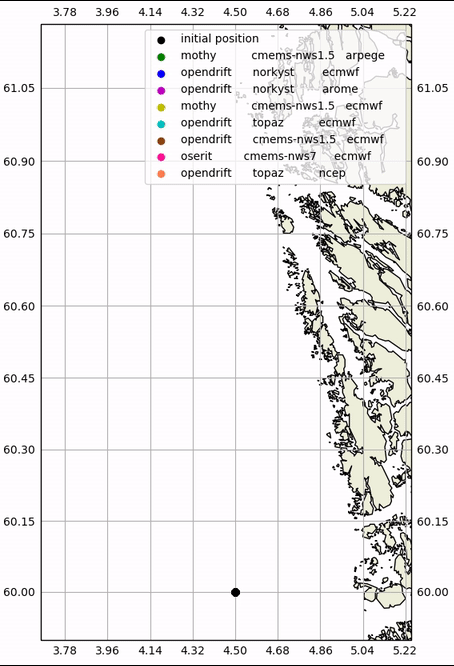 3.78 3.96 4.14 4.32 4.50 4.68 4.86 5.04 5.22
initial position
mothy cmems-nws1.5 arpege
opendrift norkyst ecmwf
opendrift norkyst arome
mothy cmems-nws1.5 ecmwf
opendrift topaz ecmwf
opendrift cmems-nws1.5 ecmwf
oserit cmems-nws7 ecmwf
opendrift topaz ncep
61.05 61.05
60.90 60.90
60.75 60.75
60.60 60.60
60.45 60.45
60.30 60.30
60.15 60.15
60.00 60.00
3.78 3.96 4.14 4.32 4.50 4.68 4.86 5.04 5.22